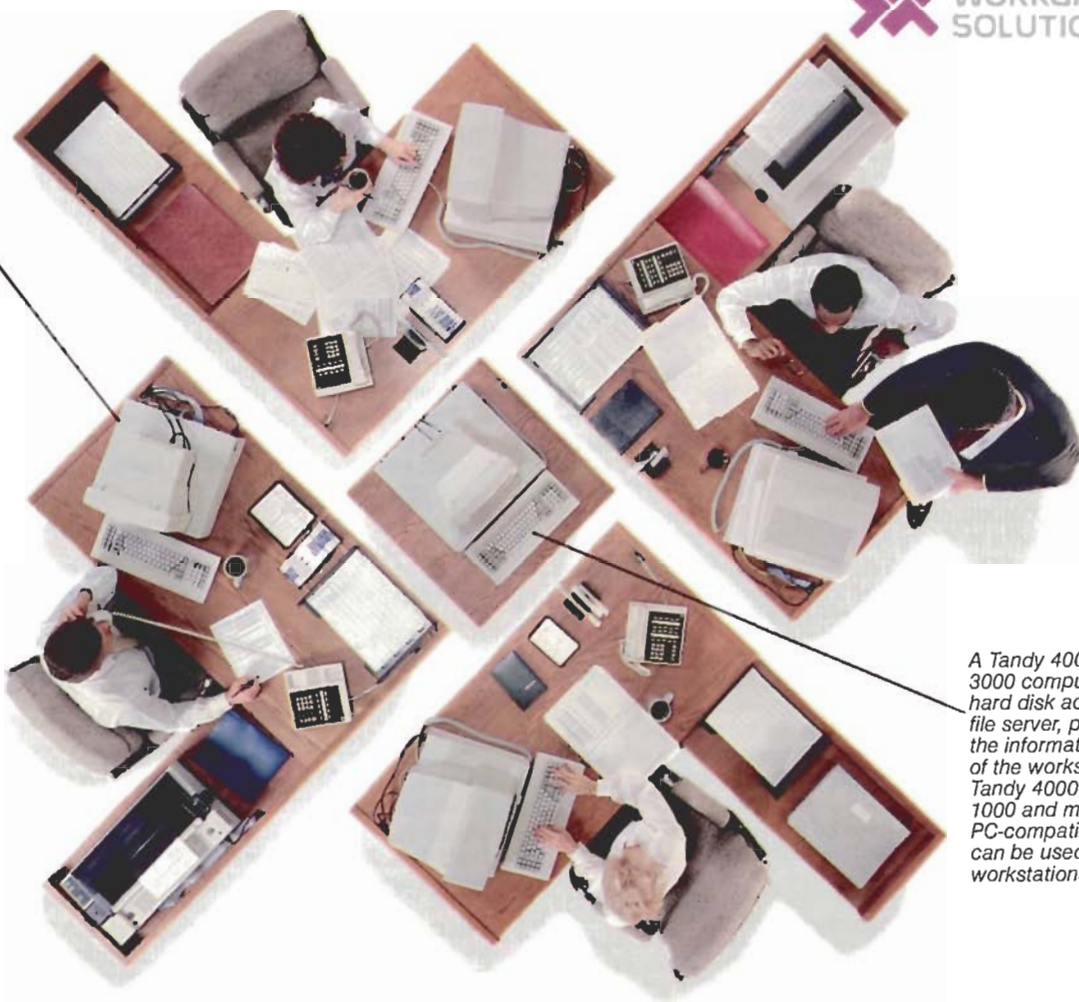 SOLUTIO
A Tandy 400
3000 compu
hard disk ac
file server, p
the informat
of the works
Tandy 4000
1000 and m
PC-compati
can be used
workstation